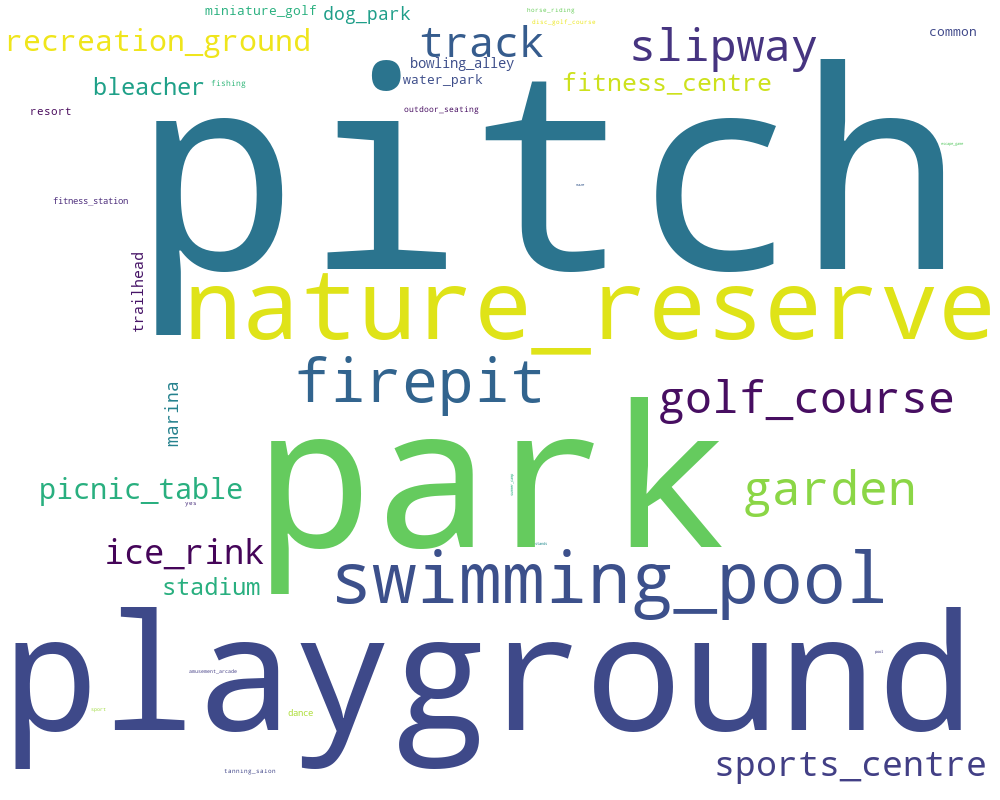 miniature_golf
dog_park
horse_riding
disc_golf_course
recreation_ground
track
slipway
common
bowling_alley
water_park
fitness_centre
bleacher
fishing
resort
outdoor_seating
pitch
fitness_station
trailhead
nature_reserve
firepit
golf_course
marina
park
picnic_table
yes
garden
ice_rink
swimming_pool
stadium
playground
amusement_arcade
pool
sport
dance
sports_centre
tanning_salon